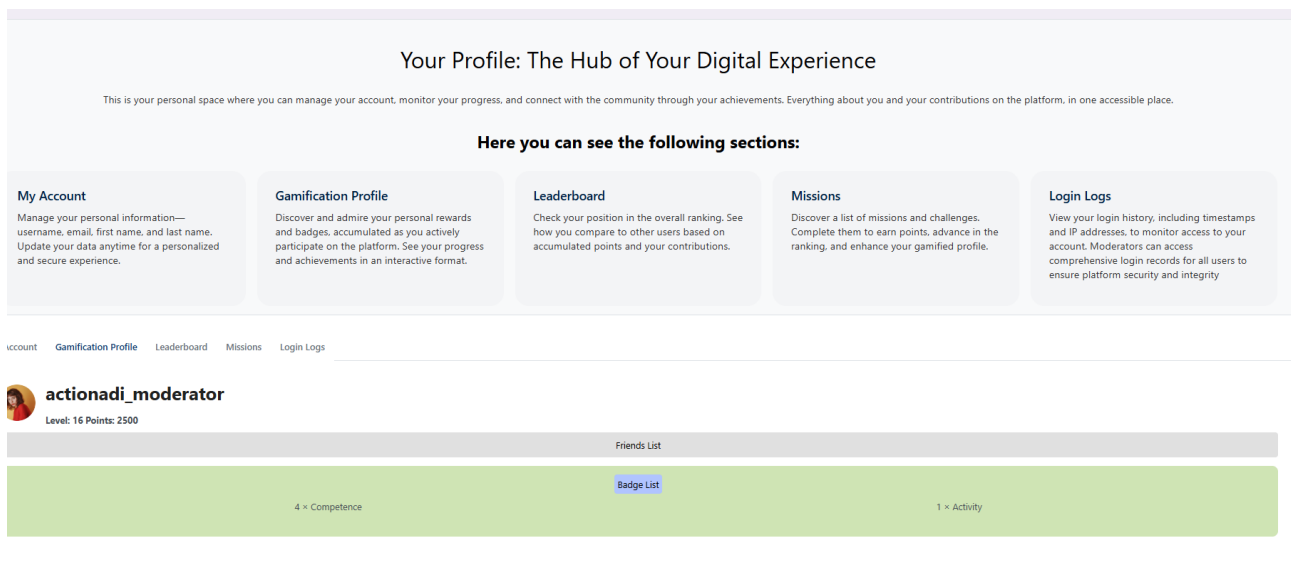 Your Profile: The Hub of Your Digital Experience
This is your personal space where you can manage your account, monitor your progress, and connect with the community through your achievements. Everything about you and your contributions on the platform, in one accessible place.
Here you can see the following sections:
My Account
Manage your personal information—
username, email, first name, and last name.
Update your data anytime for a personalized
and secure experience.
Gamification Profile
Discover and admire your personal rewards
and badges, accumulated as you actively
participate on the platform. See your progress
and achievements in an interactive format.
Leaderboard
Check your position in the overall ranking. See
how you compare to other users based on
accumulated points and your contributions.
Missions
Discover a list of missions and challenges.
Complete them to earn points, advance in the
ranking, and enhance your gamified profile.
Login Logs
View your login history, including timestamps
and IP addresses, to monitor access to your
account. Moderators can access
comprehensive login records for all users to
ensure platform security and integrity
Account Gamification Profile Leaderboard Missions Login Logs
actionadi_moderator
Level: 16 Points: 2500
Friends List
Badge List
4 × Competence 1 × Activity